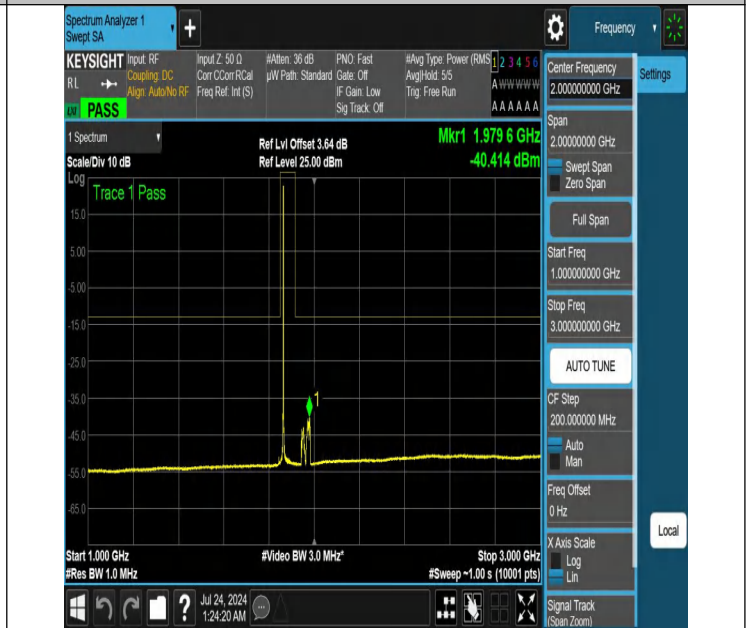 Spectrum Analyzer 1
Swept SA
Frequency
KEYSIGHT
RL
LXI
PASS
Input: RF
Coupling: DC
Align: Auto/No RF
Input Z: 50 Ω
Corr CCorr RCal
Freq Ref: Int (S)
#Atten: 36 dB
µW Path: Standard
PNO: Fast
Gate: Off
IF Gain: Low
Sig Track: Off
#Avg Type: Power (RMS
Avg|Hold: 5/5
Trig: Free Run
1 2 3 4 5 6
A W W W W W
A A A A A A
Center Frequency
2.000000000 GHz
Settings
1 Spectrum
Scale/Div 10 dB
Ref Lvl Offset 3.64 dB
Ref Level 25.00 dBm
Mkr1 1.979 6 GHz
-40.414 dBm
Log
Trace 1 Pass
15.0
5.00
-5.00
-15.0
-25.0
-35.0
-45.0
-55.0
-65.0
1
Start 1.000 GHz
#Res BW 1.0 MHz
#Video BW 3.0 MHz*
Stop 3.000 GHz
#Sweep ~1.00 s (10001 pts)
Span
2.00000000 GHz
Swept Span
Zero Span
Full Span
Start Freq
1.000000000 GHz
Stop Freq
3.000000000 GHz
AUTO TUNE
CF Step
200.000000 MHz
Auto
Man
Freq Offset
0 Hz
X Axis Scale
Log
Lin
Local
Signal Track
(Span Zoom)
?
Jul 24, 2024
1:24:20 AM